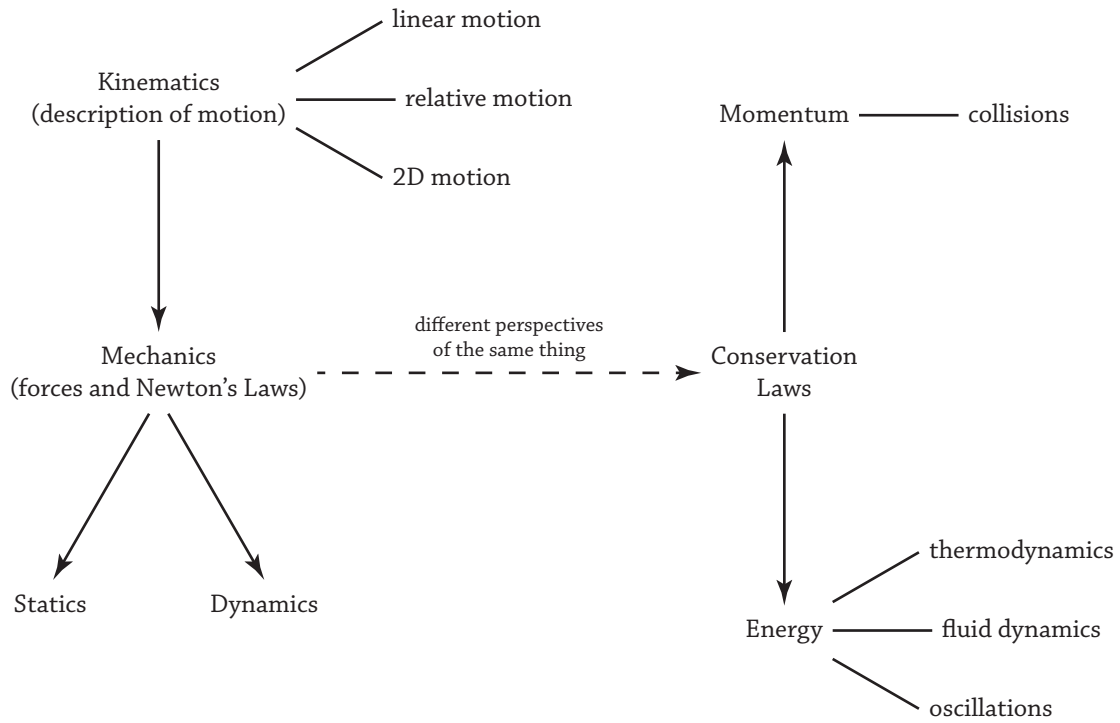 linear motion
Kinematics
(description of motion)
relative motion
2D motion
Momentum
collisions
different perspectives
of the same thing
Mechanics
(forces and Newton's Laws)
Conservation
Laws
Statics
Dynamics
thermodynamics
Energy
fluid dynamics
oscillations